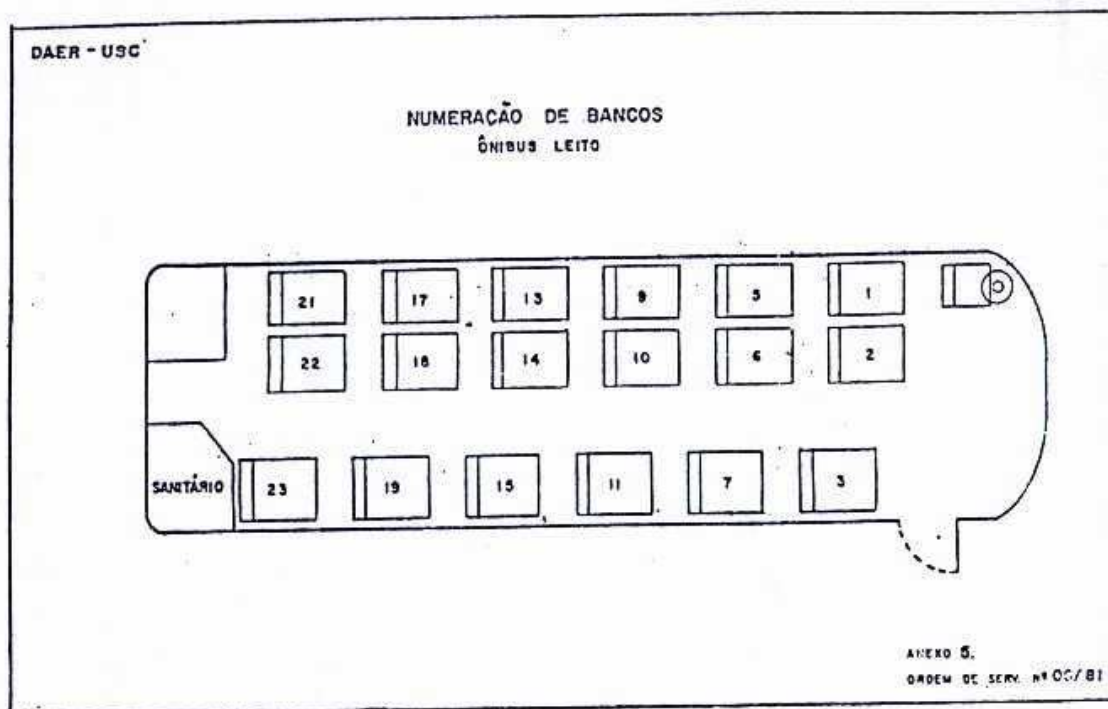 DAER - USC
NUMERAÇÃO DE BANCOS
ÔNIBUS LEITO
21 17 13 9 5 1
22 18 14 10 6 2
SANITÁRIO 23 19 15 11 7 3
ANEXO 5.
ORDEM DE SERV. Nº /81